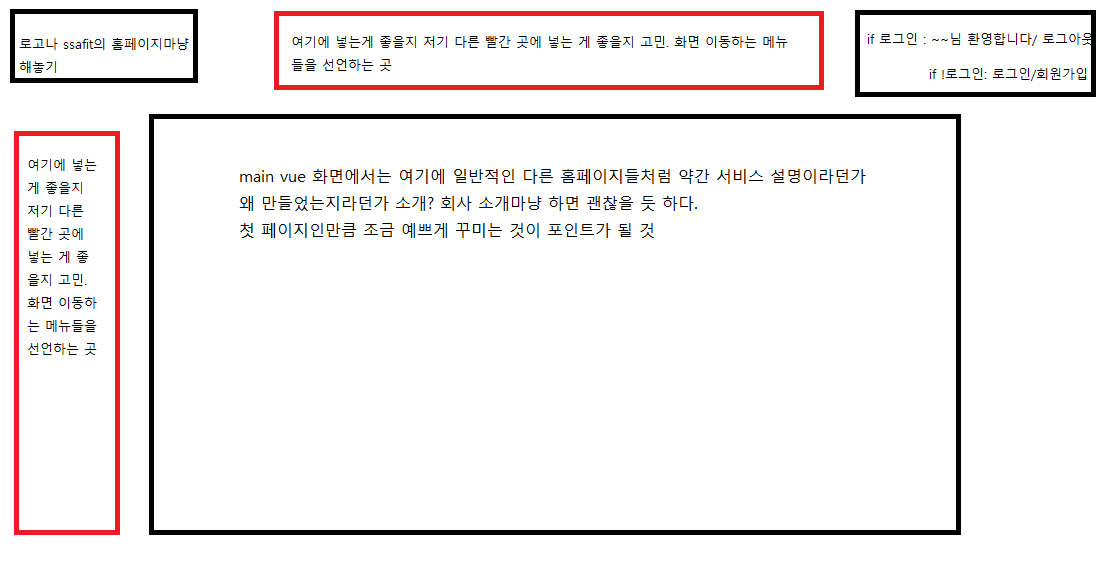 로고나 ssafit의 홈페이지마냥
해놓기
여기에 넣는게 좋을지 저기 다른 빨간 곳에 넣는 게 좋을지 고민. 화면 이동하는 메뉴
들을 선언하는 곳
if 로그인 : ~~님 환영합니다/ 로그아웃
if !로그인: 로그인/회원가입
여기에 넣는
게 좋을지
저기 다른
빨간 곳에
넣는 게 좋
을지 고민.
화면 이동하
는 메뉴들을
선언하는 곳
main vue 화면에서는 여기에 일반적인 다른 홈페이지들처럼 약간 서비스 설명이라던가
왜 만들었는지라던가 소개? 회사 소개마냥 하면 괜찮을 듯 하다.
첫 페이지인만큼 조금 예쁘게 꾸미는 것이 포인트가 될 것